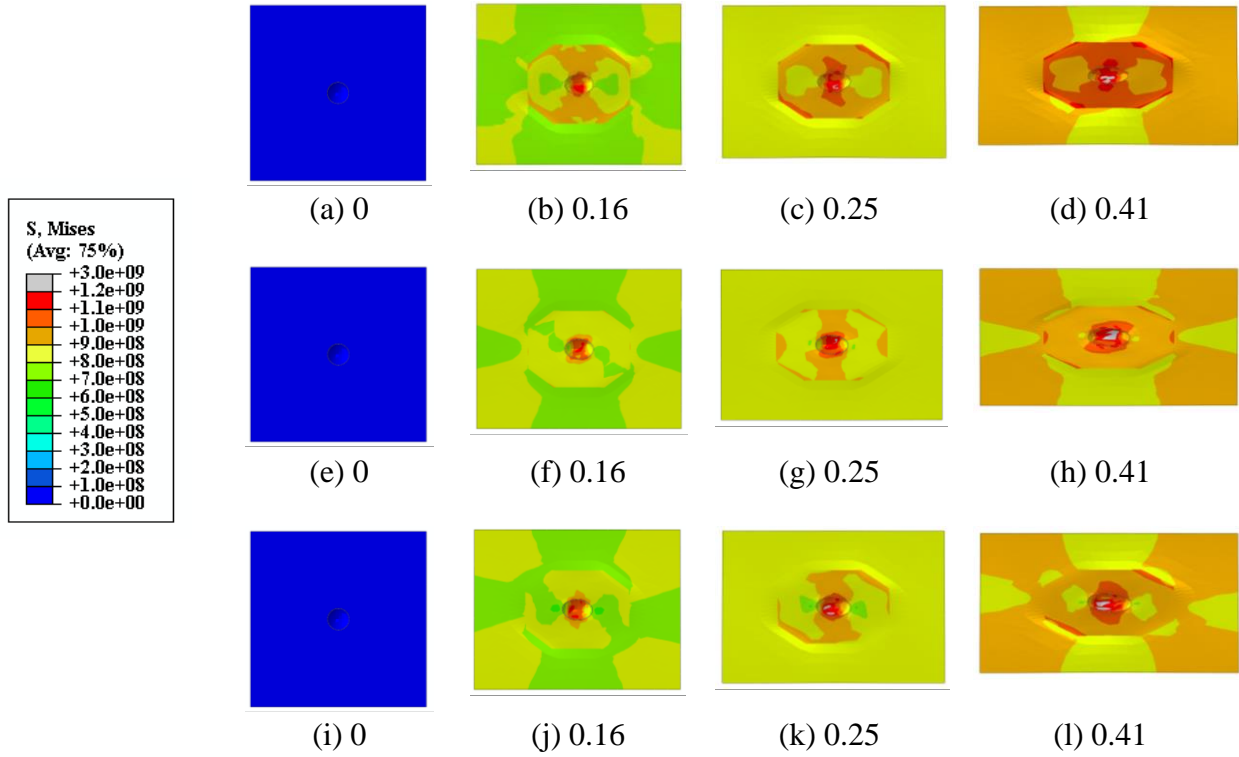 (a) 0
(b) 0.16
(c) 0.25
(d) 0.41
S, Mises
(Avg: 75%)
+3.0e+09
+1.2e+09
+1.1e+09
+1.0e+09
+9.0e+08
+8.0e+08
+7.0e+08
+6.0e+08
+5.0e+08
+4.0e+08
+3.0e+08
+2.0e+08
+1.0e+08
+0.0e+00
(e) 0
(f) 0.16
(g) 0.25
(h) 0.41
(i) 0
(j) 0.16
(k) 0.25
(l) 0.41